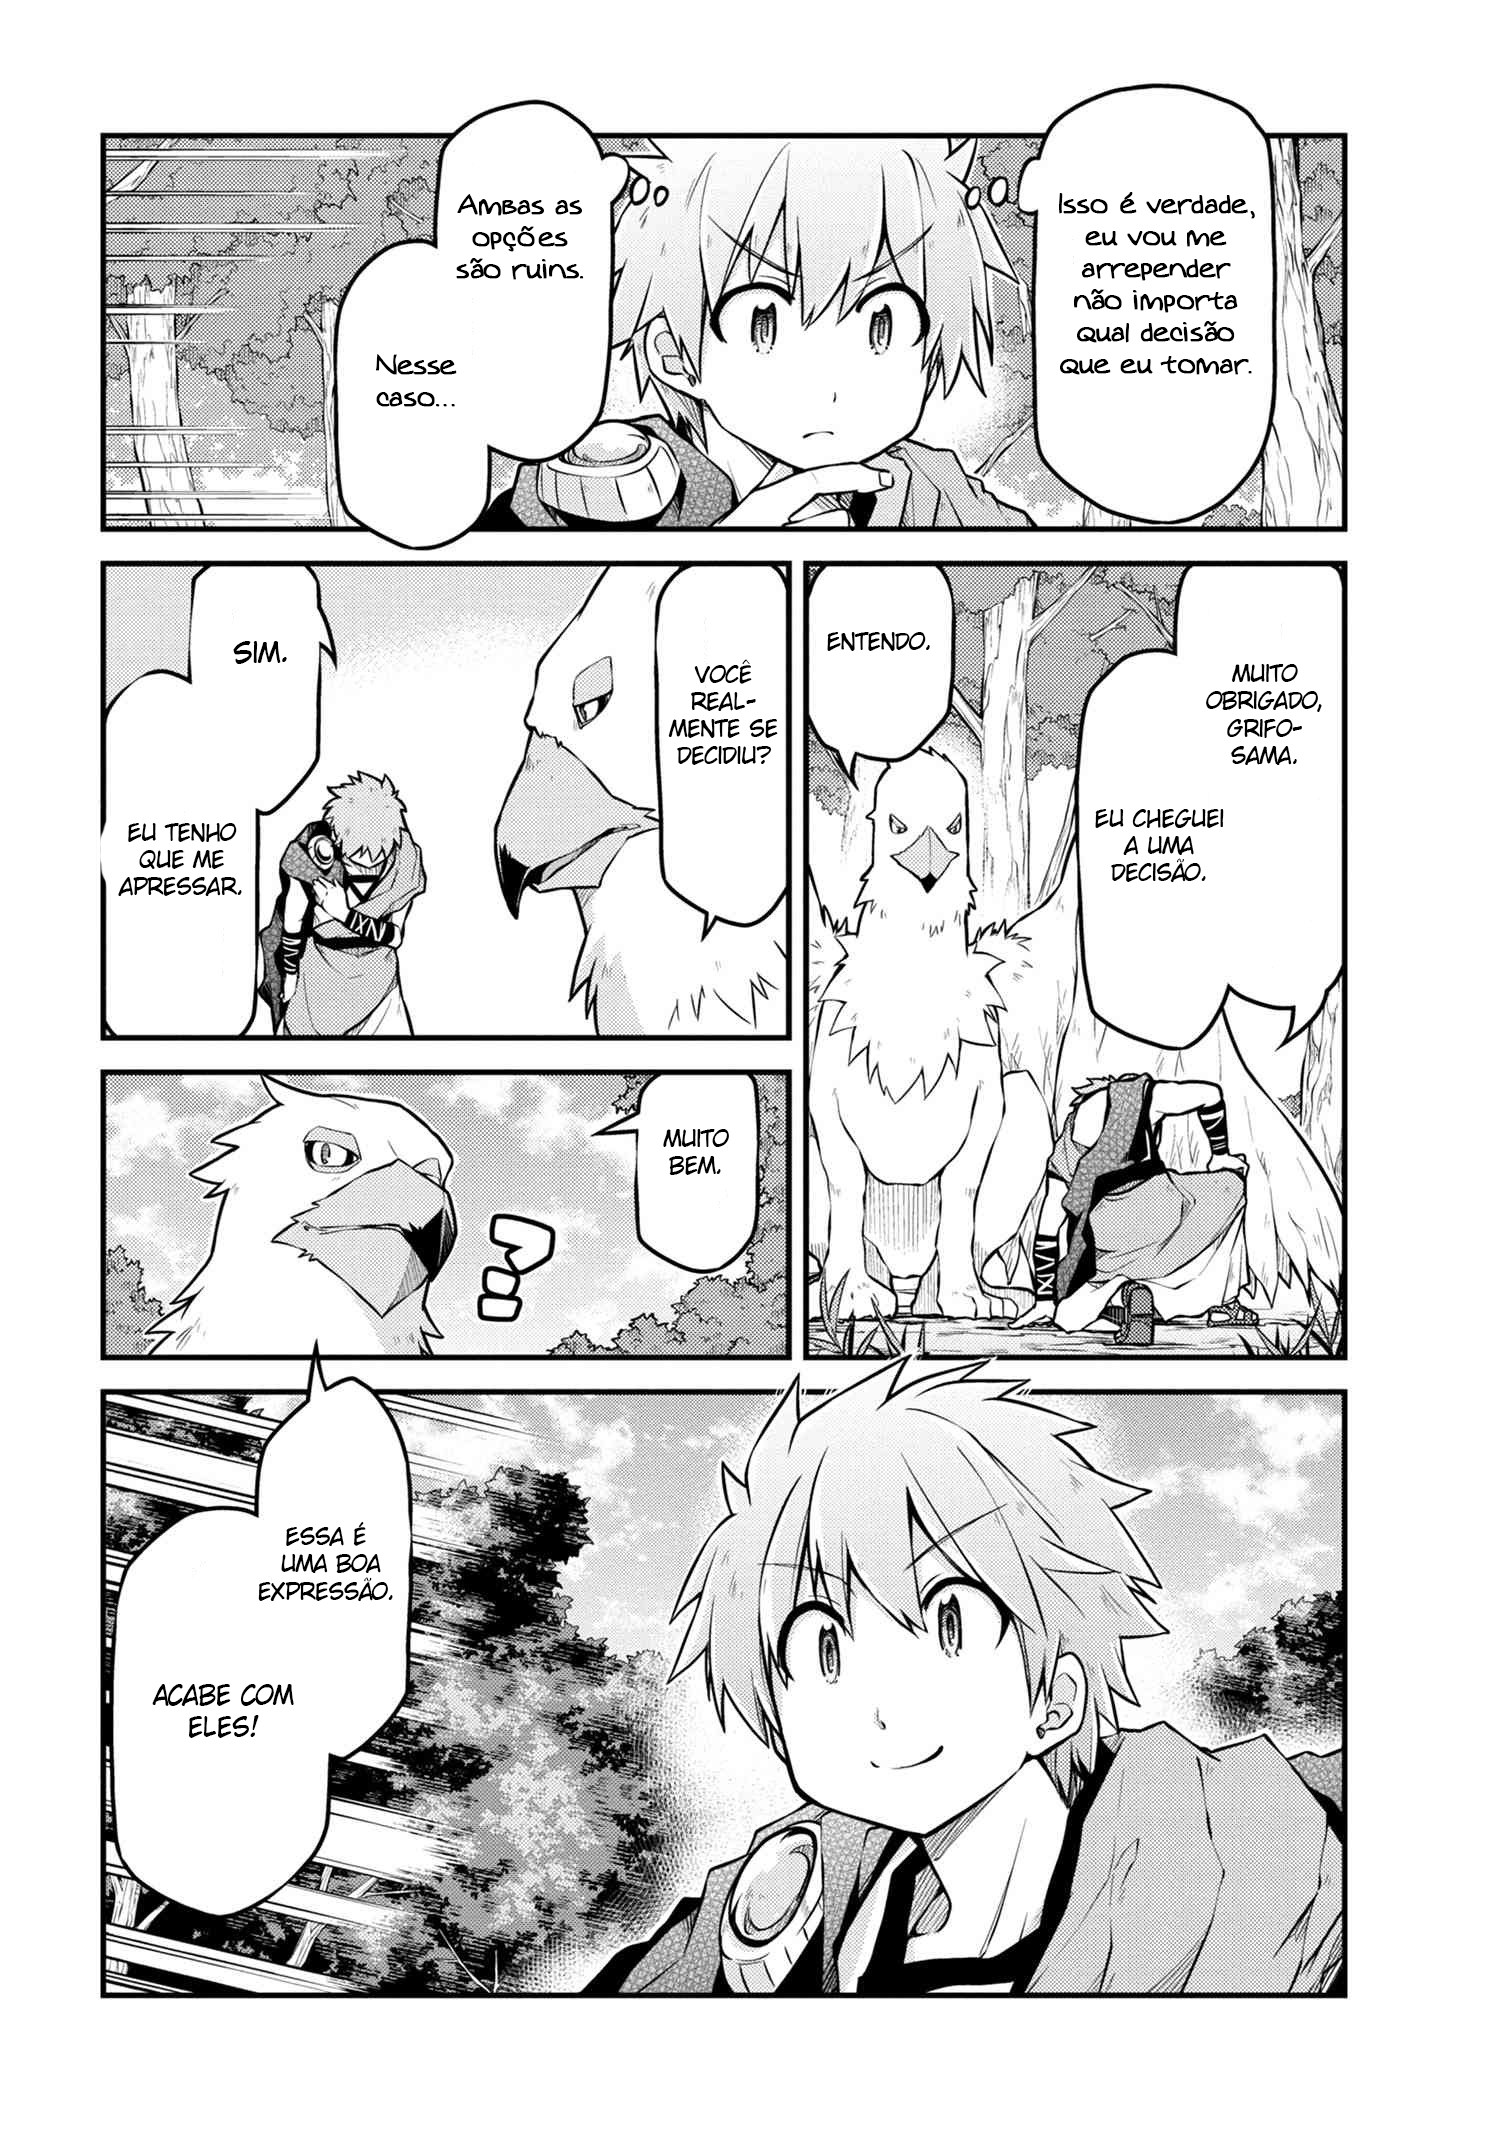 Isso é verdade,
eu vou me
arrepender
não importa
qual decisão
que eu tomar.
Ambas as
opções
são ruins.
Nesse
caso...
MUITO
OBRIGADO,
GRIFO-
SAMA.
EU CHEGUEI
A UMA
DECISÃO.
ENTENDO.
VOCÊ
REAL-
MENTE SE
DECIDIU?
SIM.
EU TENHO
QUE ME
APRESSAR.
MUITO
BEM.
?
ESSA É
UMA BOA
EXPRESSÃO.
ACABE COM
ELES!